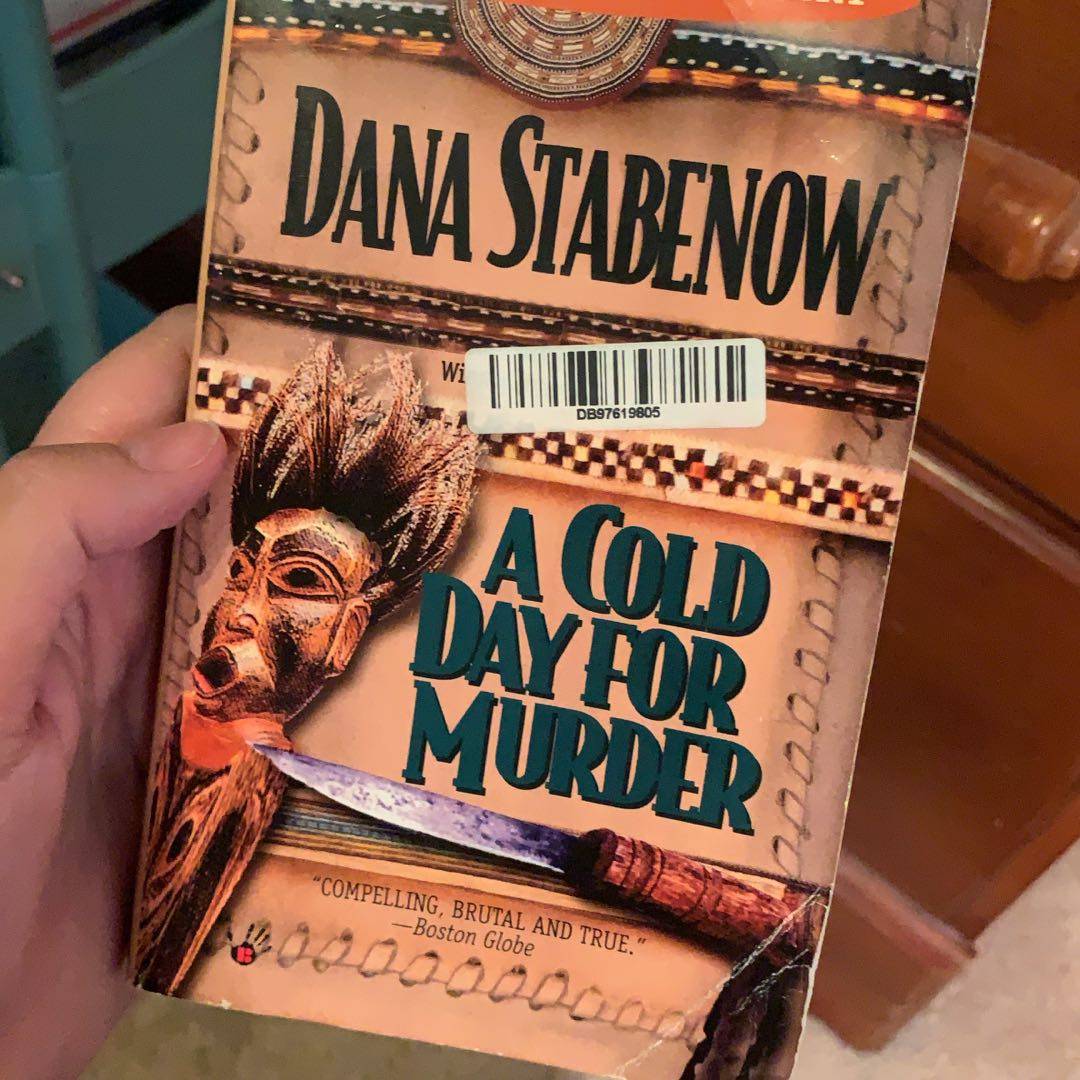 DANA STABENOW
DB97619805
A COLD
DAY FOR
MURDER
"COMPELLING, BRUTAL AND TRUE."
—Boston Globe
B